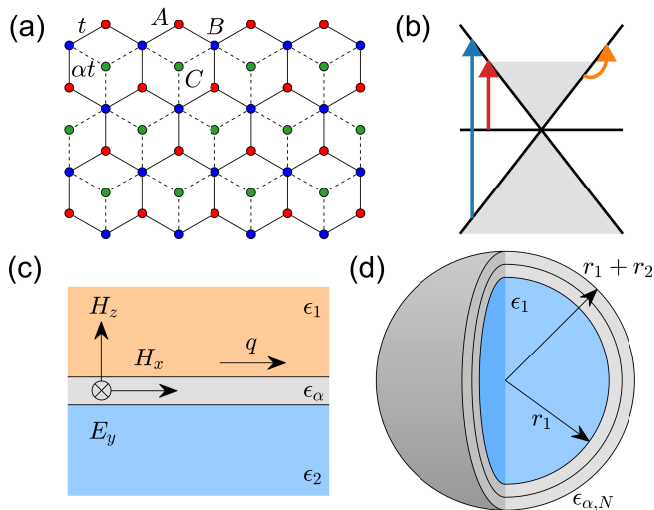 (a)
t
A
B
αt
C
(b)
(c)
H_z
ϵ_1
H_x
q
ϵ_α
E_y
ϵ_2
(d)
r_1 + r_2
ϵ_1
r_1
ϵ_{α,N}